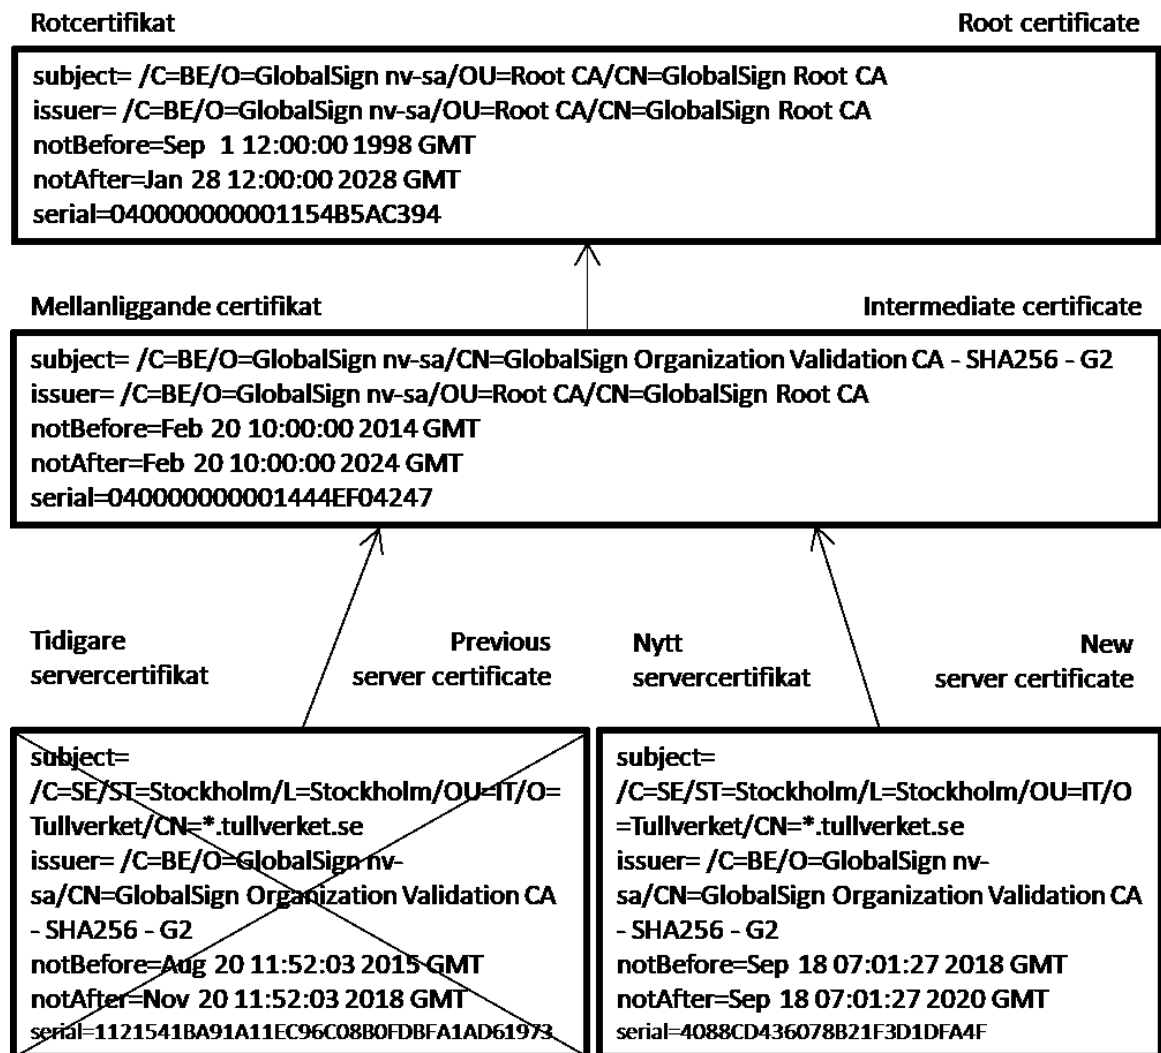 Rotcertifikat Root certificate
subject= /C=BE/O=GlobalSign nv-sa/OU=Root CA/CN=GlobalSign Root CA
issuer= /C=BE/O=GlobalSign nv-sa/OU=Root CA/CN=GlobalSign Root CA
notBefore=Sep  1 12:00:00 1998 GMT
notAfter=Jan 28 12:00:00 2028 GMT
serial=040000000001154B5AC394
Mellanliggande certifikat Intermediate certificate
subject= /C=BE/O=GlobalSign nv-sa/CN=GlobalSign Organization Validation CA - SHA256 - G2
issuer= /C=BE/O=GlobalSign nv-sa/OU=Root CA/CN=GlobalSign Root CA
notBefore=Feb 20 10:00:00 2014 GMT
notAfter=Feb 20 10:00:00 2024 GMT
serial=040000000001444EF04247
Tidigare
servercertifikat
Previous
server certificate
Nytt
servercertifikat
New
server certificate
subject=
/C=SE/ST=Stockholm/L=Stockholm/OU=IT/O=
Tullverket/CN=*.tullverket.se
issuer= /C=BE/O=GlobalSign nv-
sa/CN=GlobalSign Organization Validation CA
- SHA256 - G2
notBefore=Aug 20 11:52:03 2015 GMT
notAfter=Nov 20 11:52:03 2018 GMT
serial=1121541BA91A11EC96C08B0FDBFA1AD61973
subject=
/C=SE/ST=Stockholm/L=Stockholm/OU=IT/O
=Tullverket/CN=*.tullverket.se
issuer= /C=BE/O=GlobalSign nv-
sa/CN=GlobalSign Organization Validation CA
- SHA256 - G2
notBefore=Sep 18 07:01:27 2018 GMT
notAfter=Sep 18 07:01:27 2020 GMT
serial=4088CD436078B21F3D1DFA4F